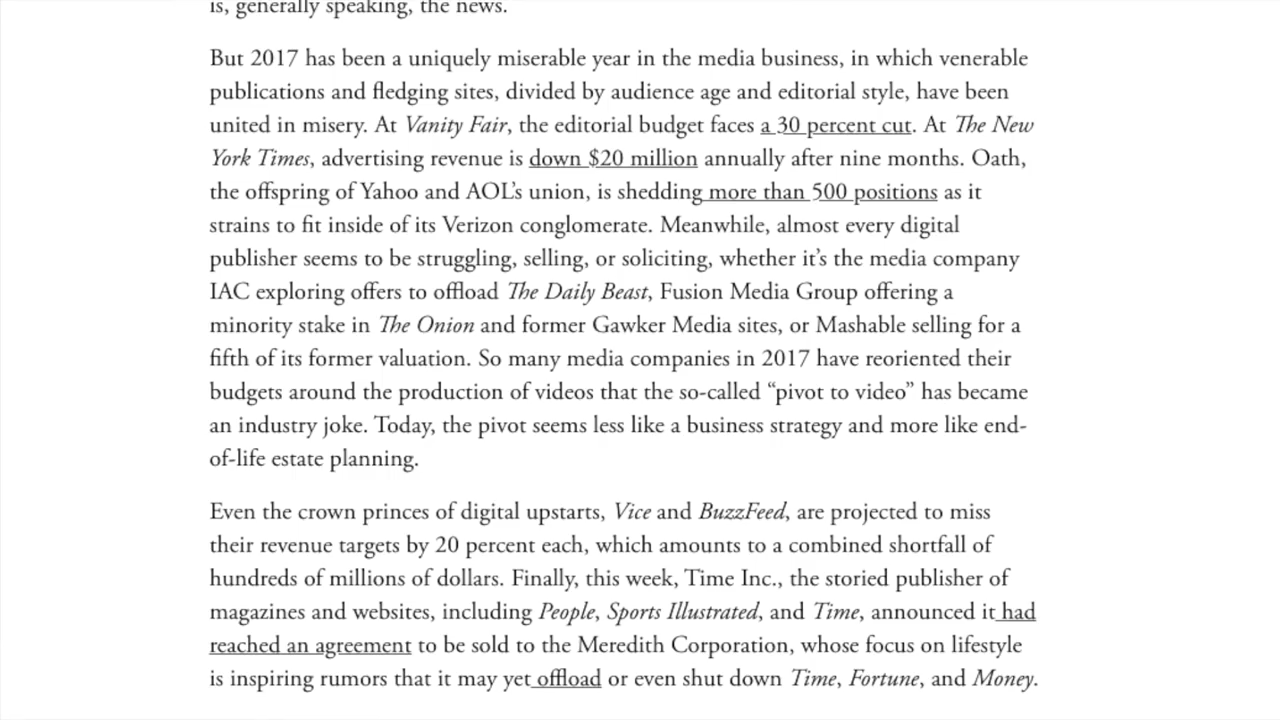 is, generally speaking, the news.
But 2017 has been a uniquely miserable year in the media business, in which venerable
publications and fledging sites, divided by audience age and editorial style, have been
united in misery. At Vanity Fair, the editorial budget faces a 30 percent cut. At The New
York Times, advertising revenue is down $20 million annually after nine months. Oath,
the offspring of Yahoo and AOL’s union, is shedding more than 500 positions as it
strains to fit inside of its Verizon conglomerate. Meanwhile, almost every digital
publisher seems to be struggling, selling, or soliciting, whether it’s the media company
IAC exploring offers to offload The Daily Beast, Fusion Media Group offering a
minority stake in The Onion and former Gawker Media sites, or Mashable selling for a
fifth of its former valuation. So many media companies in 2017 have reoriented their
budgets around the production of videos that the so-called “pivot to video” has became
an industry joke. Today, the pivot seems less like a business strategy and more like end-
of-life estate planning.
Even the crown princes of digital upstarts, Vice and BuzzFeed, are projected to miss
their revenue targets by 20 percent each, which amounts to a combined shortfall of
hundreds of millions of dollars. Finally, this week, Time Inc., the storied publisher of
magazines and websites, including People, Sports Illustrated, and Time, announced it had
reached an agreement to be sold to the Meredith Corporation, whose focus on lifestyle
is inspiring rumors that it may yet offload or even shut down Time, Fortune, and Money.